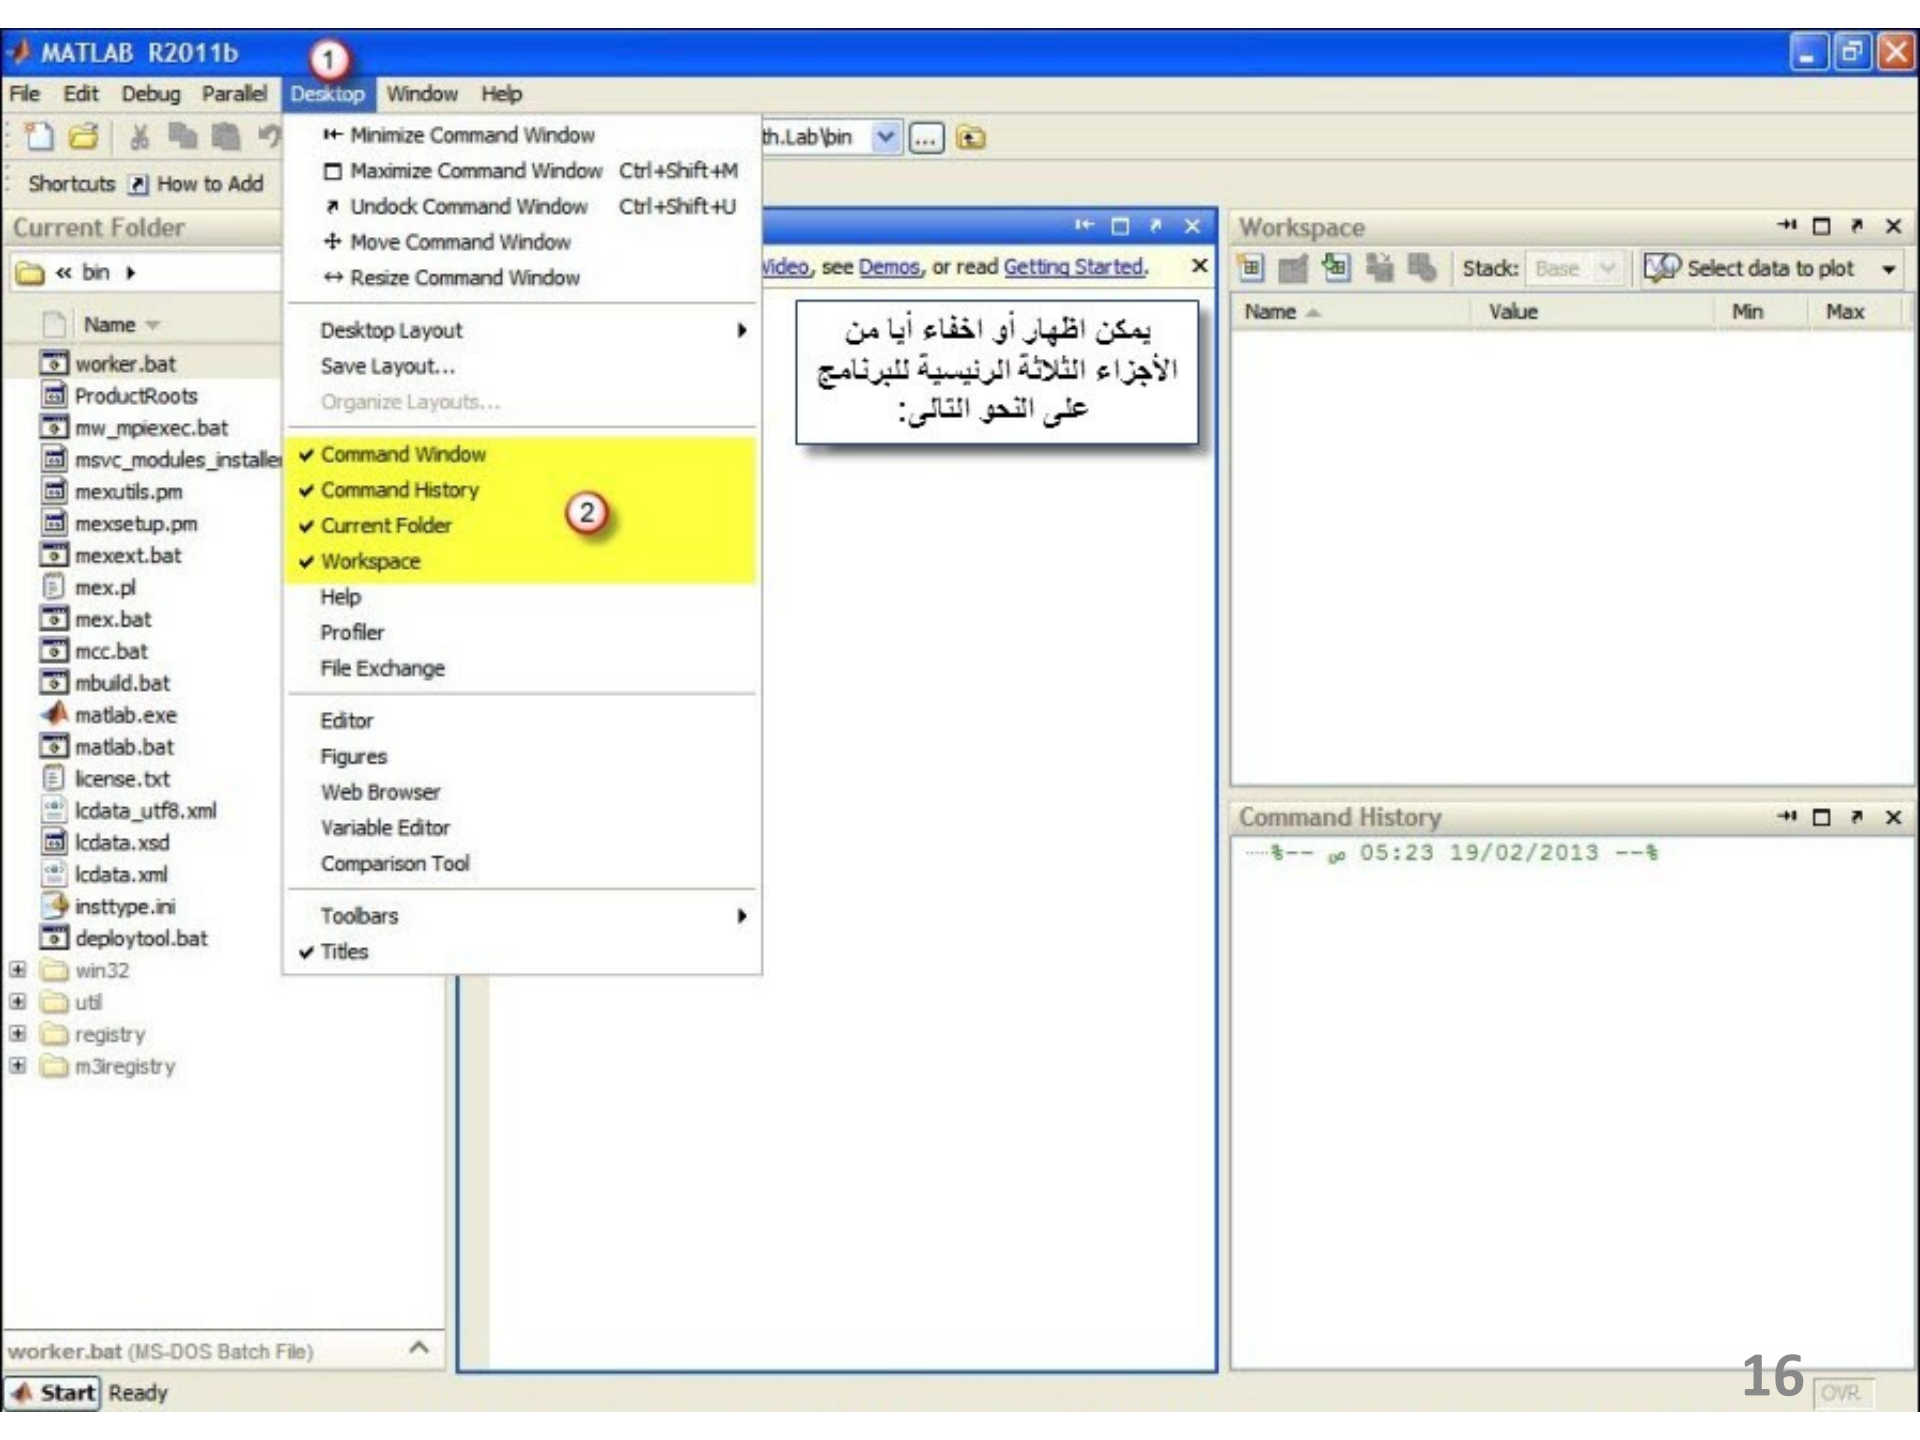 MATLAB R2011b
1
File Edit Debug Parallel Desktop Window Help
th.Lab\bin ...
Shortcuts How to Add
Current Folder
« bin
Name
worker.bat
ProductRoots
mw_mpiexec.bat
msvc_modules_installer
mexutils.pm
mexsetup.pm
mexext.bat
mex.pl
mex.bat
mcc.bat
mbuild.bat
matlab.exe
matlab.bat
license.txt
lcdata_utf8.xml
lcdata.xsd
lcdata.xml
insttype.ini
deploytool.bat
win32
util
registry
m3iregistry
worker.bat (MS-DOS Batch File)
Start Ready
Minimize Command Window
Maximize Command Window Ctrl+Shift+M
Undock Command Window Ctrl+Shift+U
Move Command Window
Resize Command Window
Desktop Layout
Save Layout...
Organize Layouts...
Command Window
Command History
2
Current Folder
Workspace
Help
Profiler
File Exchange
Editor
Figures
Web Browser
Variable Editor
Comparison Tool
Toolbars
Titles
Video, see Demos, or read Getting Started.
يمكن اظهار أو اخفاء أيا من
الأجزاء الثلاثة الرئيسية للبرنامج
على النحو التالى:
Workspace
Stack: Base Select data to plot
Name Value Min Max
Command History
%-- ص 05:23 19/02/2013 --%
16
OVR